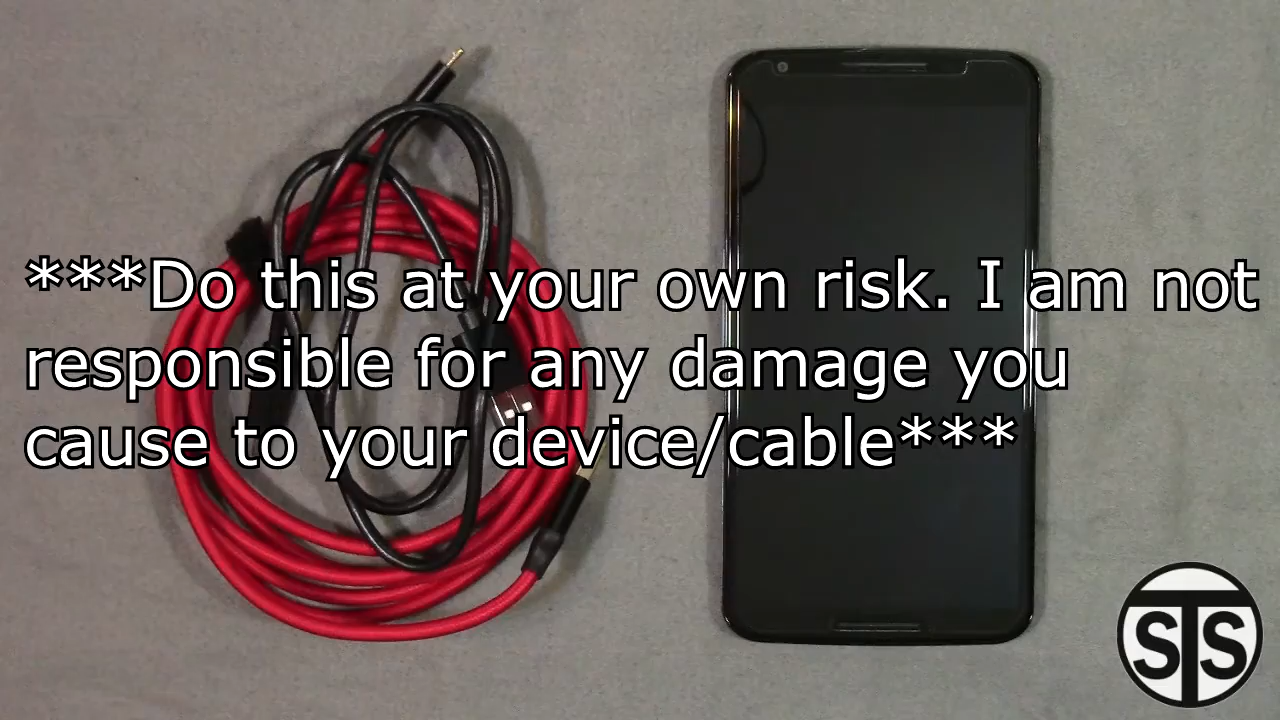 ***Do this at your own risk. I am not
responsible for any damage you
cause to your device/cable***
STS